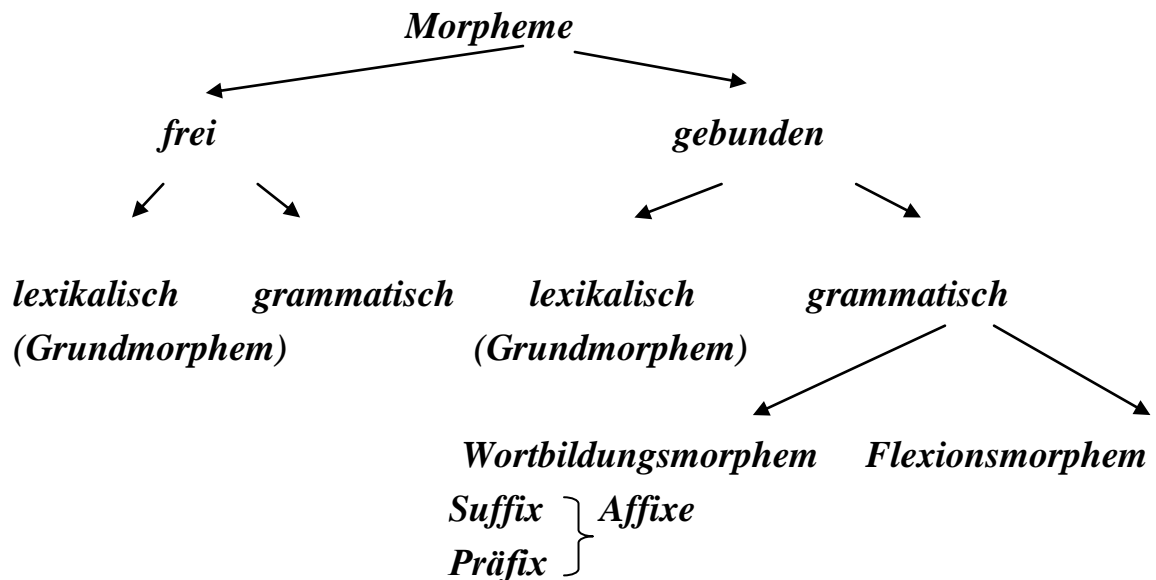 Morpheme
frei gebunden
lexikalisch grammatisch lexikalisch grammatisch
(Grundmorphem) (Grundmorphem)
Wortbildungsmorphem Flexionsmorphem
Suffix Affixe
Präfix